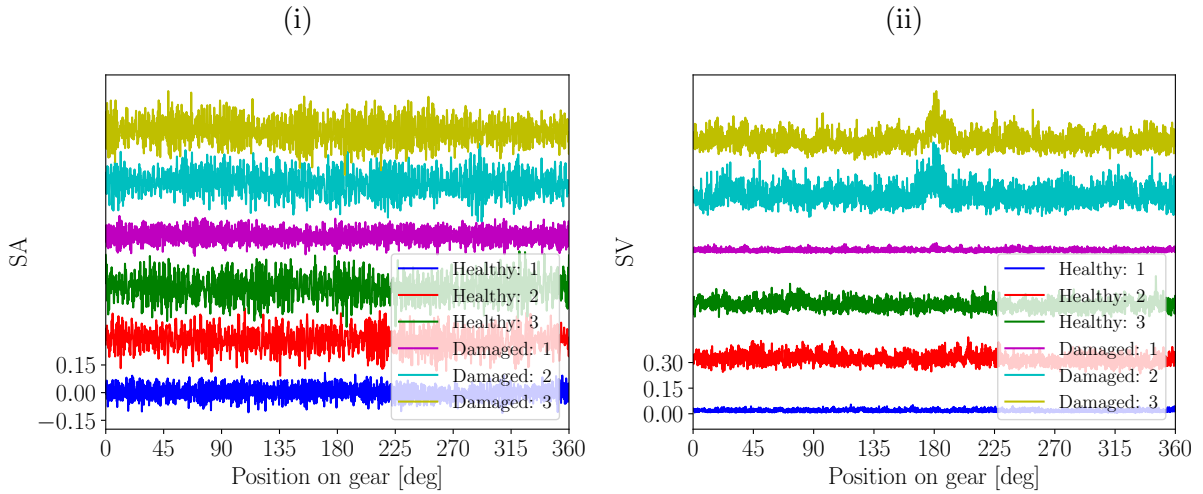 (i)
SA
0.15
0.00
−0.15
0
45
90
135
180
225
270
315
360
Position on gear [deg]
Healthy: 1
Healthy: 2
Healthy: 3
Damaged: 1
Damaged: 2
Damaged: 3
(ii)
SV
0.30
0.15
0.00
0
45
90
135
180
225
270
315
360
Position on gear [deg]
Healthy: 1
Healthy: 2
Healthy: 3
Damaged: 1
Damaged: 2
Damaged: 3